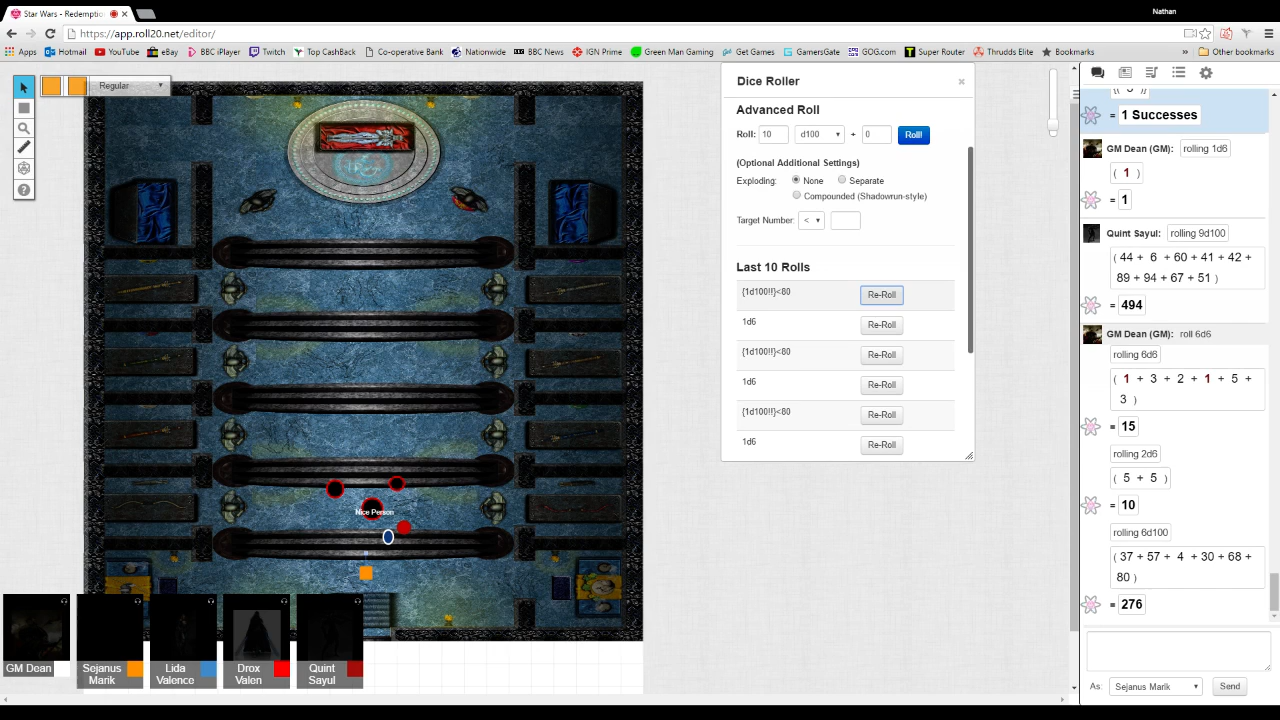 Star Wars - Redemptio
Nathan
https://app.roll20.net/editor/
Apps Hotmail YouTube eBay BBC iPlayer Twitch Top CashBack Co-operative Bank Nationwide BBC News IGN Prime Green Man Gaming Get Games GamersGate GOG.com Super Router Thrudds Elite Bookmarks » Other bookmarks
Regular
Dice Roller
Advanced Roll
Roll: 10 d100 + 0 Roll!
(Optional Additional Settings)
Exploding: None Separate
Compounded (Shadowrun-style)
Target Number: <
Last 10 Rolls
{1d100!!}<80 Re-Roll
1d6 Re-Roll
{1d100!!}<80 Re-Roll
1d6 Re-Roll
{1d100!!}<80 Re-Roll
1d6 Re-Roll
Nice Person
GM Dean
Sejanus Marik
Lida Valence
Drox Valen
Quint Sayul
= 1 Successes
GM Dean (GM): rolling 1d6
( 1 )
= 1
Quint Sayul: rolling 9d100
( 44 + 6 + 60 + 41 + 42 +
89 + 94 + 67 + 51 )
= 494
GM Dean (GM): roll 6d6
rolling 6d6
( 1 + 3 + 2 + 1 + 5 +
3 )
= 15
rolling 2d6
( 5 + 5 )
= 10
rolling 6d100
( 37 + 57 + 4 + 30 + 68 +
80 )
= 276
As: Sejanus Marik Send